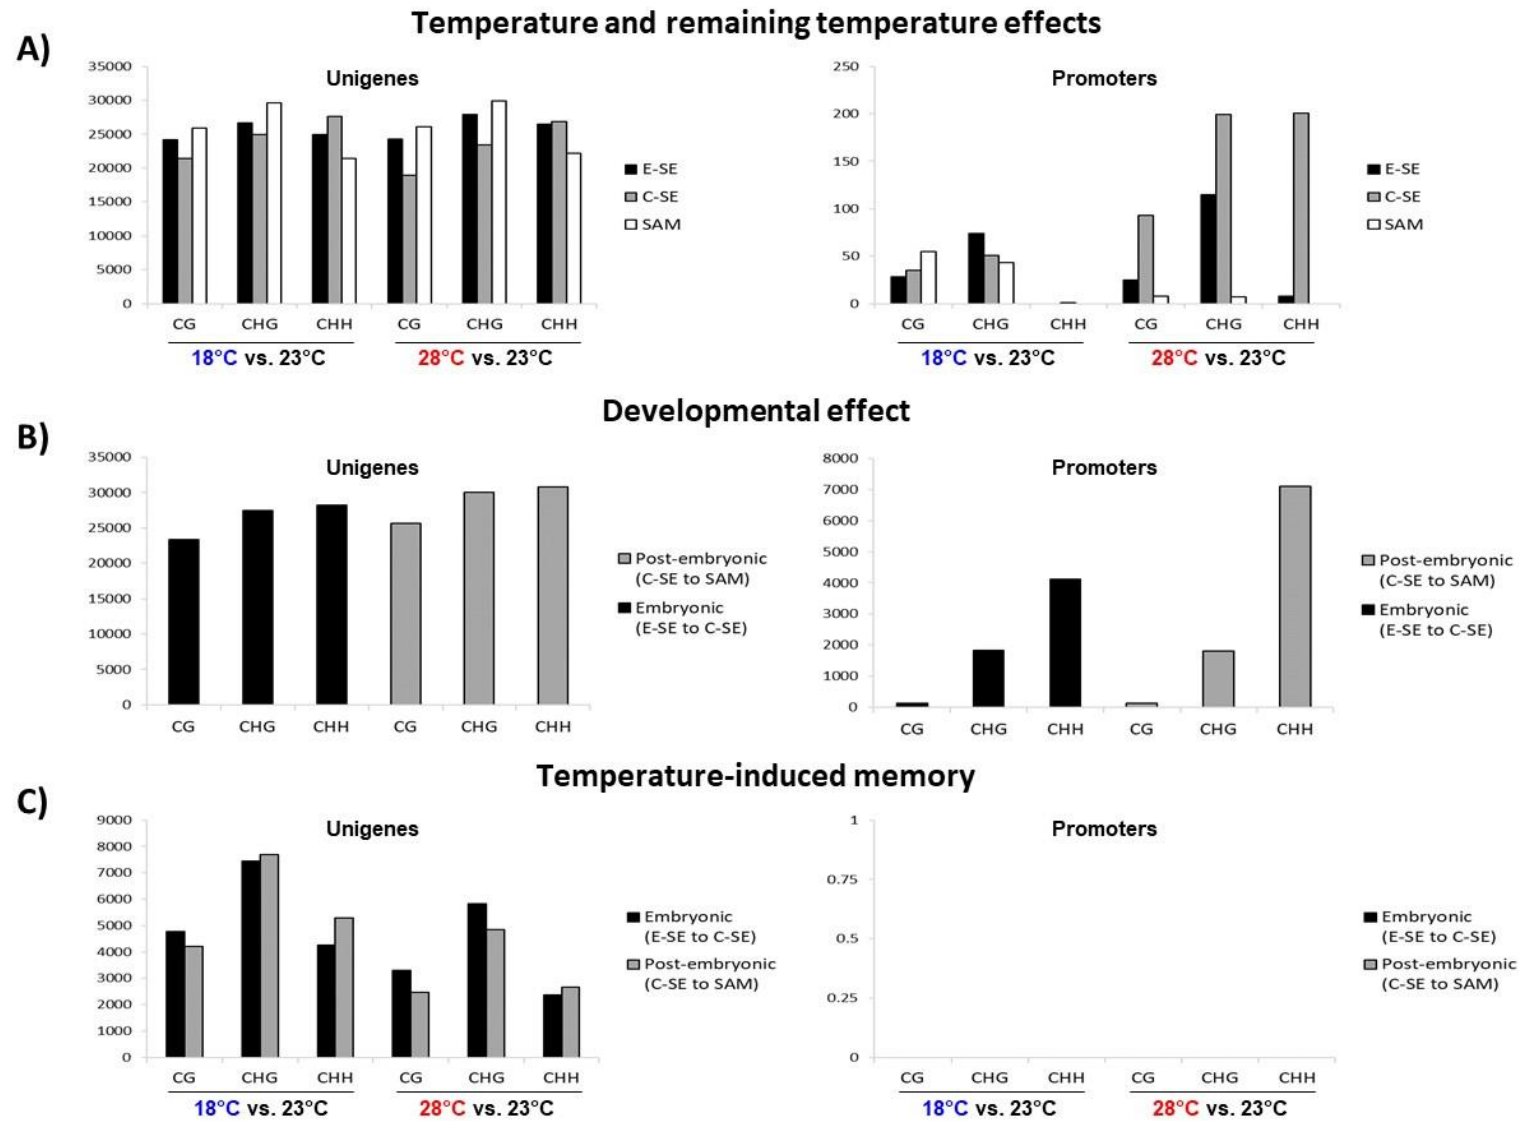 Temperature and remaining temperature effects
A)
Unigenes
35000
30000
25000
20000
15000
10000
5000
0
CG CHG CHH CG CHG CHH
18°C vs. 23°C 28°C vs. 23°C
E-SE
C-SE
SAM
Promoters
250
200
150
100
50
0
CG CHG CHH CG CHG CHH
18°C vs. 23°C 28°C vs. 23°C
E-SE
C-SE
SAM
Developmental effect
B)
Unigenes
35000
30000
25000
20000
15000
10000
5000
0
CG CHG CHH CG CHG CHH
Post-embryonic
(C-SE to SAM)
Embryonic
(E-SE to C-SE)
Promoters
8000
7000
6000
5000
4000
3000
2000
1000
0
CG CHG CHH CG CHG CHH
Post-embryonic
(C-SE to SAM)
Embryonic
(E-SE to C-SE)
Temperature-induced memory
C)
Unigenes
9000
8000
7000
6000
5000
4000
3000
2000
1000
0
CG CHG CHH CG CHG CHH
18°C vs. 23°C 28°C vs. 23°C
Embryonic
(E-SE to C-SE)
Post-embryonic
(C-SE to SAM)
Promoters
1
0.75
0.5
0.25
0
CG CHG CHH CG CHG CHH
18°C vs. 23°C 28°C vs. 23°C
Embryonic
(E-SE to C-SE)
Post-embryonic
(C-SE to SAM)